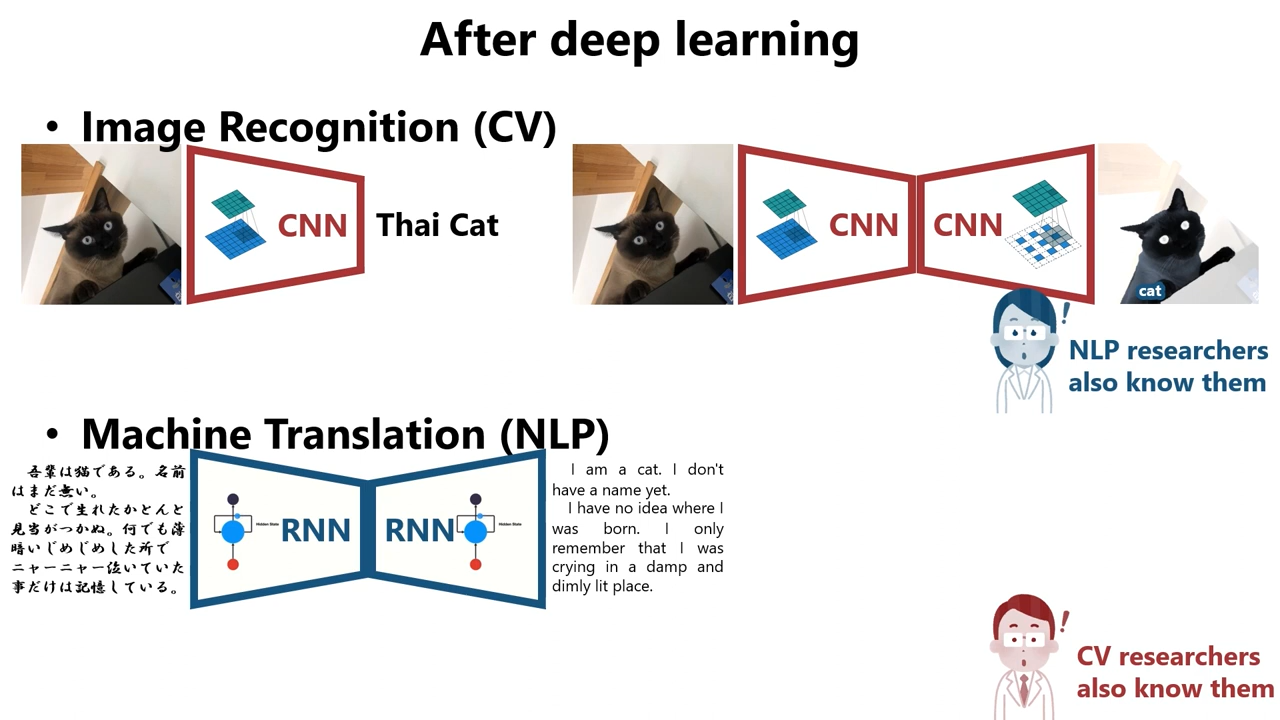 After deep learning
• Image Recognition (CV)
CNN
Thai Cat
CNN
CNN
cat
!
NLP researchers
also know them
• Machine Translation (NLP)
吾輩は猫である。名前
はまだ無い。
どこで生れたかとんと
見当がつかぬ。何でも薄
暗いじめじめした所で
ニャーニャー泣いていた
事だけは記憶している。
Hidden State
RNN
RNN
Hidden State
I am a cat. I don't
have a name yet.
I have no idea where I
was born. I only
remember that I was
crying in a damp and
dimly lit place.
!
CV researchers
also know them